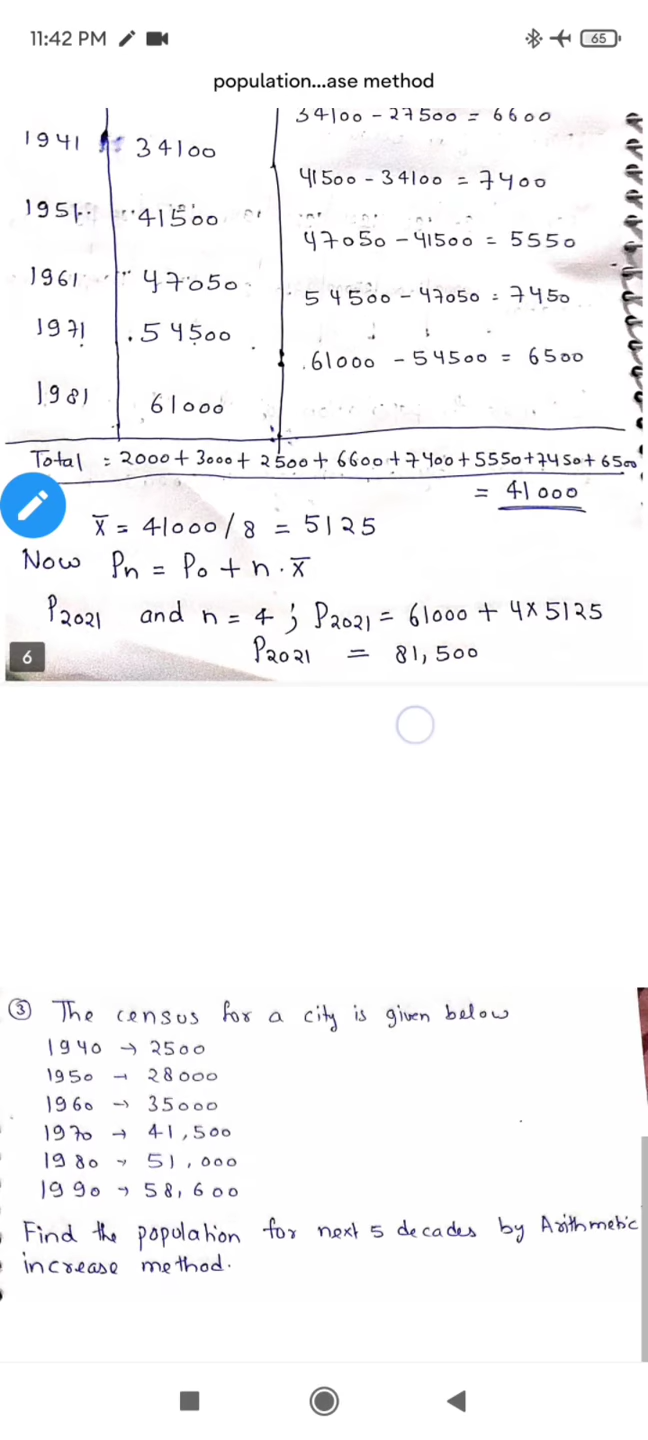 11:42 PM
65
population...ase method
34100 - 27500 = 6600
1941 34100
41500 - 34100 = 7400
1951 41500
47050 - 41500 = 5550
1961 47050
54500 - 47050 = 7450
1971 54500
61000 - 54500 = 6500
1981 61000
Total = 2000 + 3000 + 2500 + 6600 + 7400 + 5550 + 7450 + 6500
= 41000
x̄ = 41000 / 8 = 5125
Now Pn = Po + n · x̄
P2021 and n = 4 ; P2021 = 61000 + 4 x 5125
P2021 = 81,500
6
③ The census for a city is given below
1940 → 2500
1950 → 28000
1960 → 35000
1970 → 41,500
1980 → 51,000
1990 → 58,600
Find the population for next 5 decades by Arithmetic
increase method.